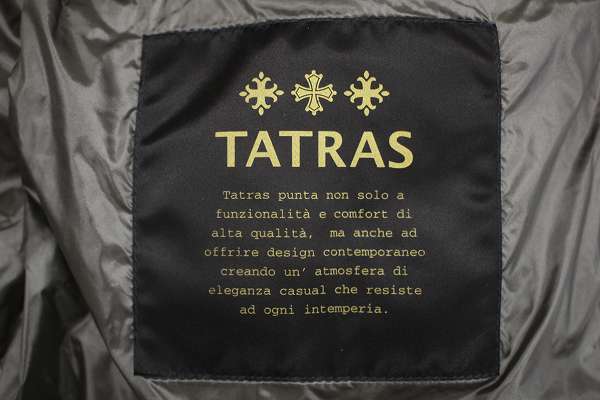 TATRAS
Tatras punta non solo a
funzionalità e comfort di
alta qualità, ma anche ad
offrire design contemporaneo
creando un' atmosfera di
eleganza casual che resiste
ad ogni intemperia.